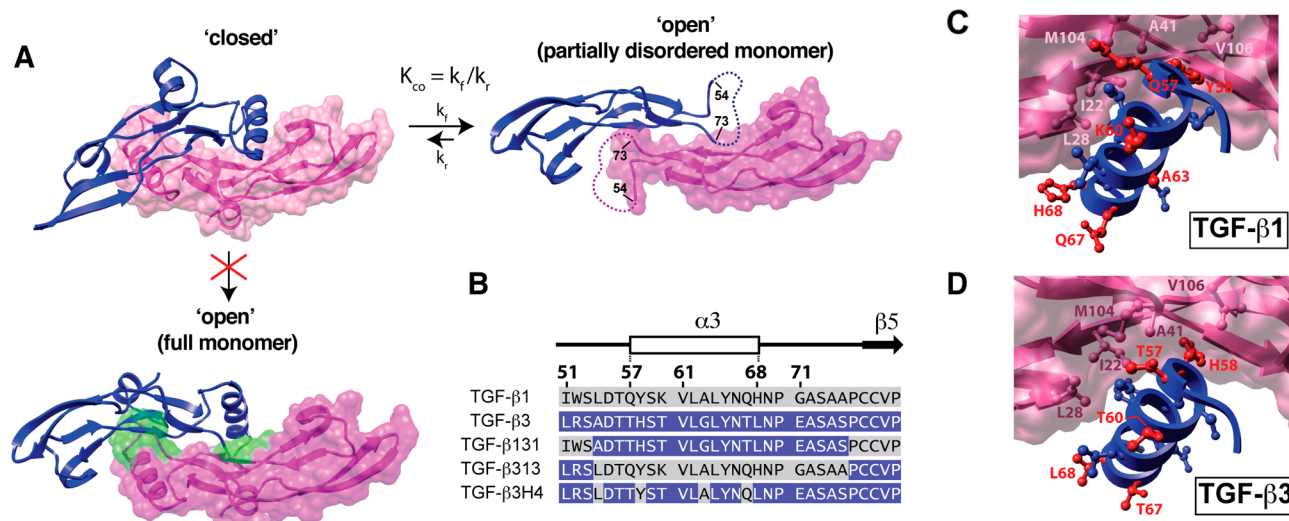 A
'closed'
'open'
(partially disordered monomer)
K_co = k_f/k_r
k_f
k_r
54
73
73
54
'open'
(full monomer)
B
α3
β5
51 57 61 68 71
TGF-β1 IWSLDTQYSK VLALYNQHNP GASAAPCCVP
TGF-β3 LRSADTTHST VLGLYNTLNP EASASPCCVP
TGF-β131 IWSADTTHST VLGLYNTLNP EASASPCCVP
TGF-β313 LRSLDTQYSK VLALYNQHNP GASAAPCCVP
TGF-β3H4 LRSLDTTYST VLALYNQLNP EASASPCCVP
C
A41
M104
V106
Q57
Y58
I22
L28
K60
A63
H68
Q67
TGF-β1
D
V106
M104
A41
T57
H58
I22
L28
T60
L68
T67
TGF-β3